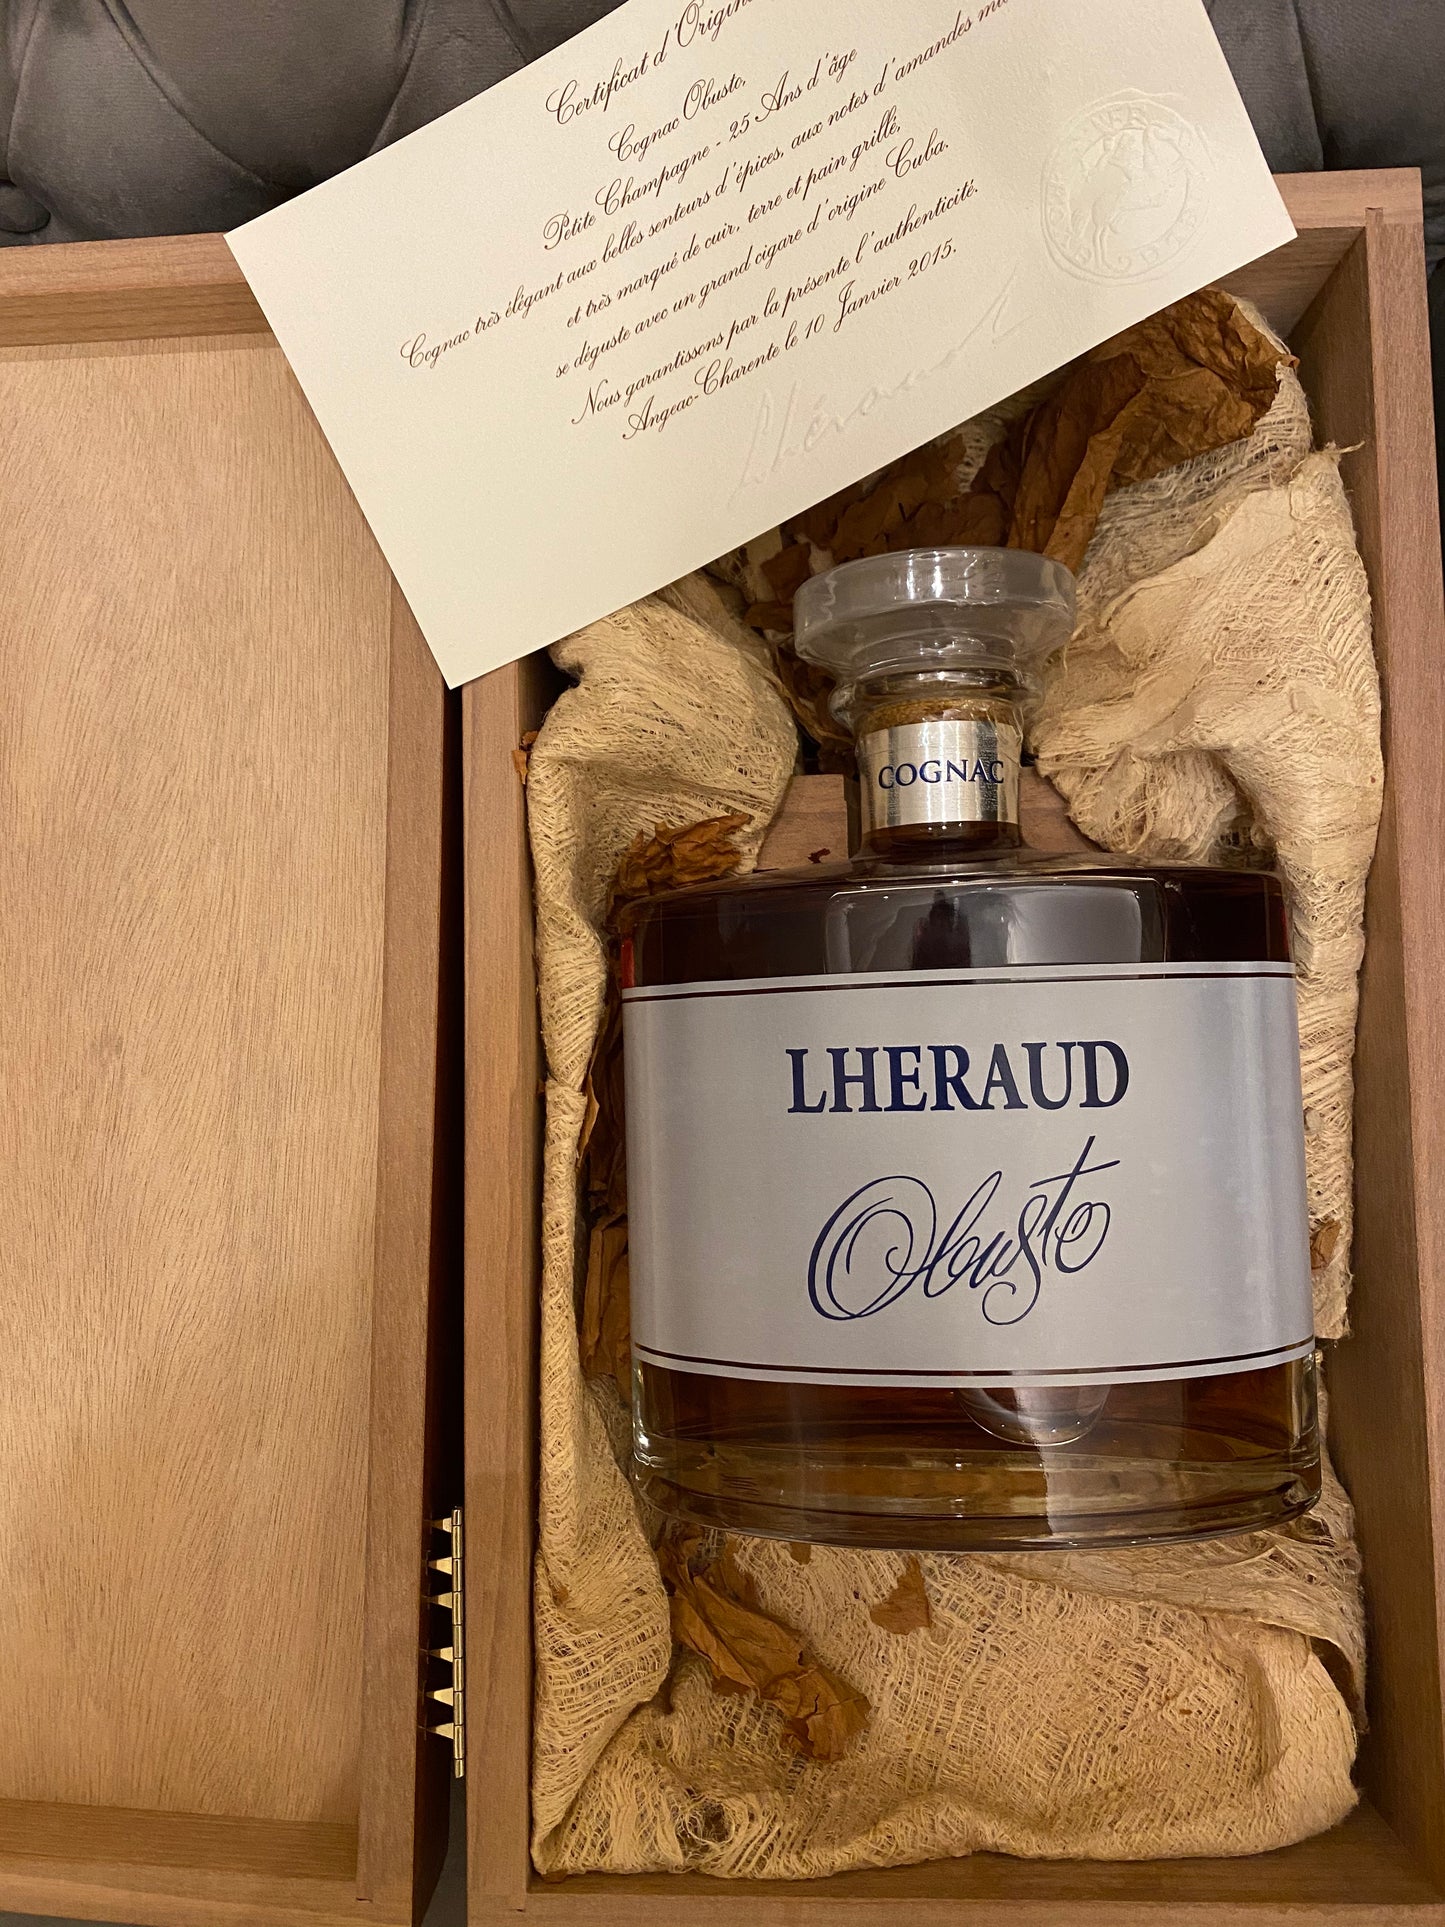 Certificat d'Origine
Cognac Obusto,
Petite Champagne - 25 Ans d'âge
Cognac très élégant aux belles senteurs d'épices, aux notes d'amandes
et très marqué de cuir, terre et pain grillé,
se déguste avec un grand cigare d'origine Cuba.
Nous garantissons par la présente l'authenticité.
Angeac-Charente le 10 Janvier 2015.
Lhéraud
COGNAC
LHERAUD
Obusto